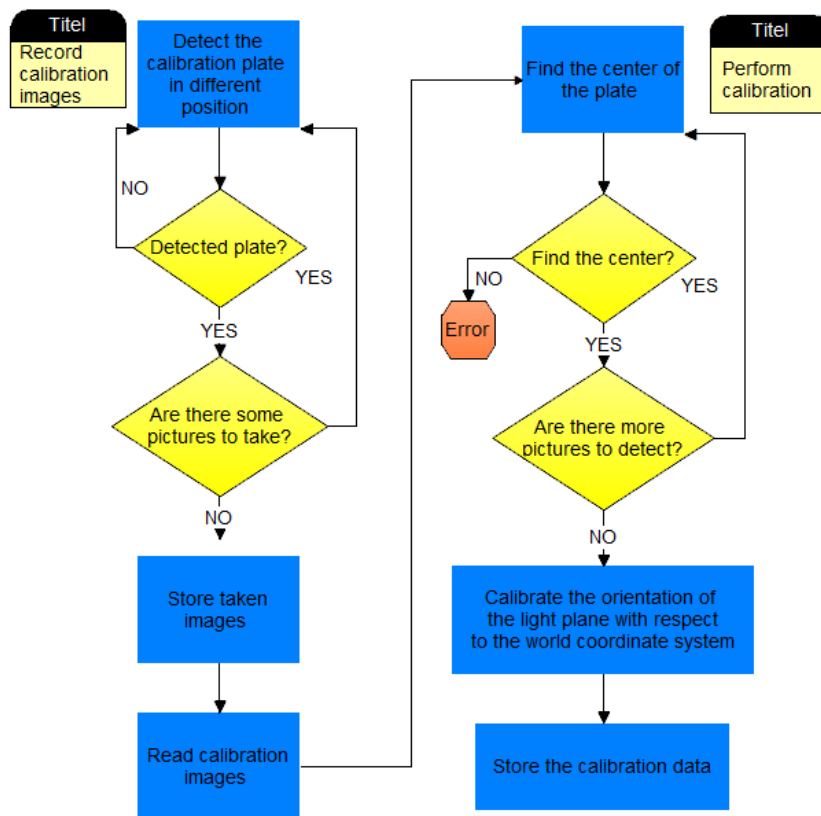 Titel
Record
calibration
images
Detect the
calibration plate
in different
position
NO
Detected plate?
YES
YES
Are there some
pictures to take?
NO
Store taken
images
Read calibration
images
Titel
Perform
calibration
Find the center of
the plate
Find the center?
NO
YES
Error
YES
Are there more
pictures to detect?
NO
Calibrate the orientation of
the light plane with respect
to the world coordinate system
Store the calibration data